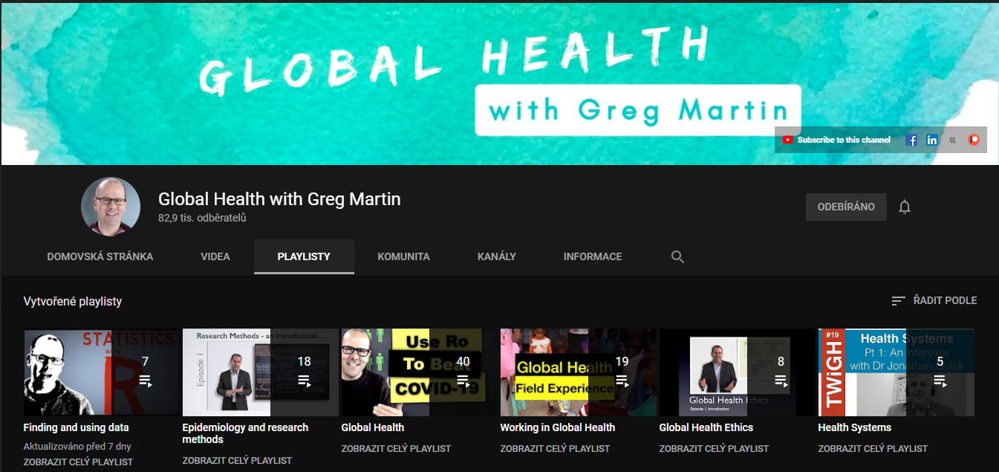 GLOBAL HEALTH
with Greg Martin
Subscribe to this channel
Global Health with Greg Martin
82,9 tis. odběratelů
ODEBÍRÁNO
DOMOVSKÁ STRÁNKA VIDEA PLAYLISTY KOMUNITA KANÁLY INFORMACE
Vytvořené playlisty
ŘADIT PODLE
STATISTICS
WITH
R
7
Finding and using data
Aktualizováno před 7 dny
ZOBRAZIT CELÝ PLAYLIST
Research Methods - an introduction....
Episode 1
18
Epidemiology and research
methods
ZOBRAZIT CELÝ PLAYLIST
Use Ro
To Beat
COVID-19
40
Global Health
ZOBRAZIT CELÝ PLAYLIST
Global Health
Field Experience
19
Working in Global Health
ZOBRAZIT CELÝ PLAYLIST
8
Global Health Ethics
Episode 1. Introduction
Global Health Ethics
ZOBRAZIT CELÝ PLAYLIST
#19
TWiGH
Health Systems
Pt 1: An interview
with Dr Jonathan Quick
5
Health Systems
ZOBRAZIT CELÝ PLAYLIST